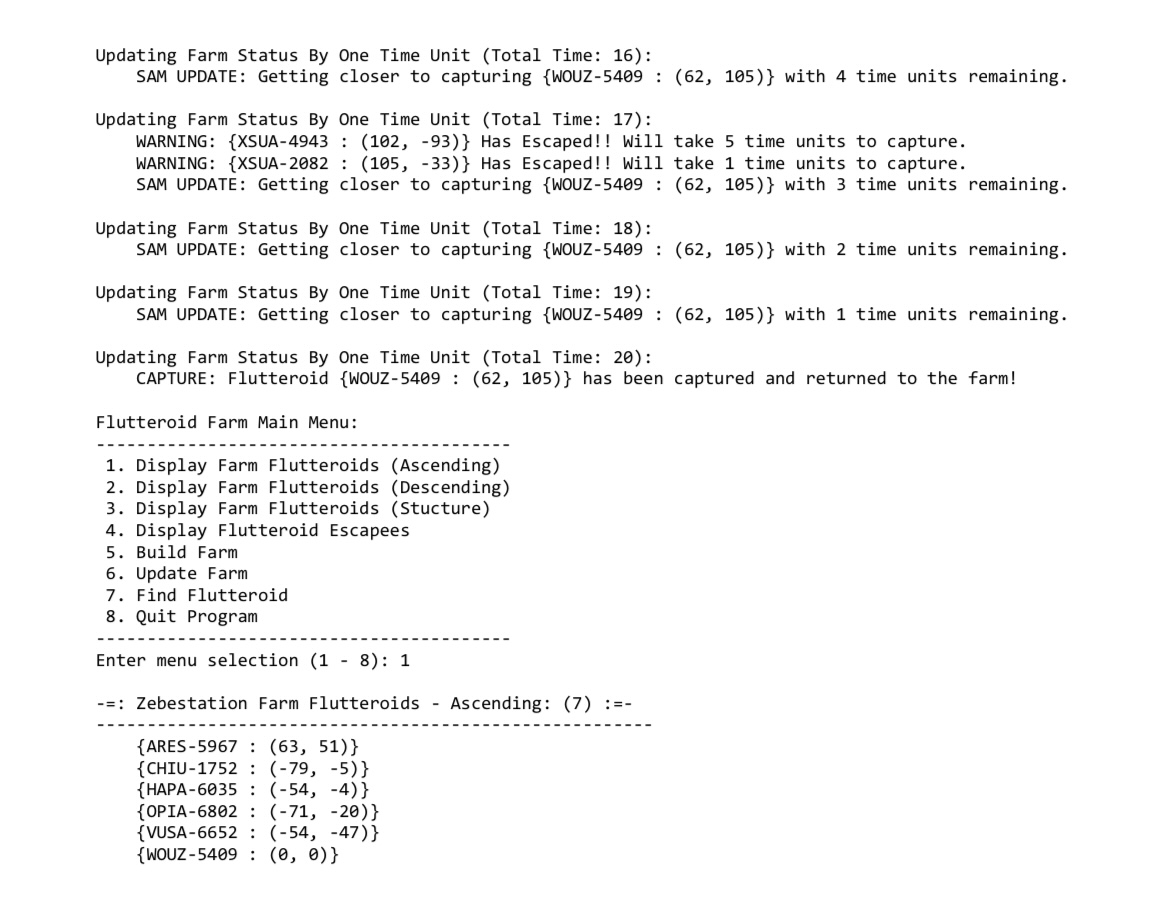 Updating Farm Status By One Time Unit (Total Time: 16):
SAM UPDATE: Getting closer to capturing {WOUZ-5409 : (62, 105)} with 4 time units remaining.
Updating Farm Status By One Time Unit (Total Time: 17):
WARNING: {XSUA-4943 : (102, -93)} Has Escaped!! Will take 5 time units to capture.
WARNING: {XSUA-2082 : (105, -33)} Has Escaped!! Will take 1 time units to capture.
SAM UPDATE: Getting closer to capturing {WOUZ-5409 : (62, 105)} with 3 time units remaining.
Updating Farm Status By One Time Unit (Total Time: 18):
SAM UPDATE: Getting closer to capturing {WOUZ-5409 : (62, 105)} with 2 time units remaining.
Updating Farm Status By One Time Unit (Total Time: 19):
SAM UPDATE: Getting closer to capturing {WOUZ-5409 : (62, 105)} with 1 time units remaining.
Updating Farm Status By One Time Unit (Total Time: 20):
CAPTURE: Flutteroid {WOUZ-5409 : (62, 105)} has been captured and returned to the farm!
Flutteroid Farm Main Menu:
-----------------------------------------
1. Display Farm Flutteroids (Ascending)
2. Display Farm Flutteroids (Descending)
3. Display Farm Flutteroids (Stucture)
4. Display Flutteroid Escapees
5. Build Farm
6. Update Farm
7. Find Flutteroid
8. Quit Program
-----------------------------------------
Enter menu selection (1 - 8): 1
-=: Zebestation Farm Flutteroids - Ascending: (7) :=-
-------------------------------------------------------
{ARES-5967 : (63, 51)}
{CHIU-1752 : (-79, -5)}
{HAPA-6035 : (-54, -4)}
{OPIA-6802 : (-71, -20)}
{VUSA-6652 : (-54, -47)}
{WOUZ-5409 : (0, 0)}